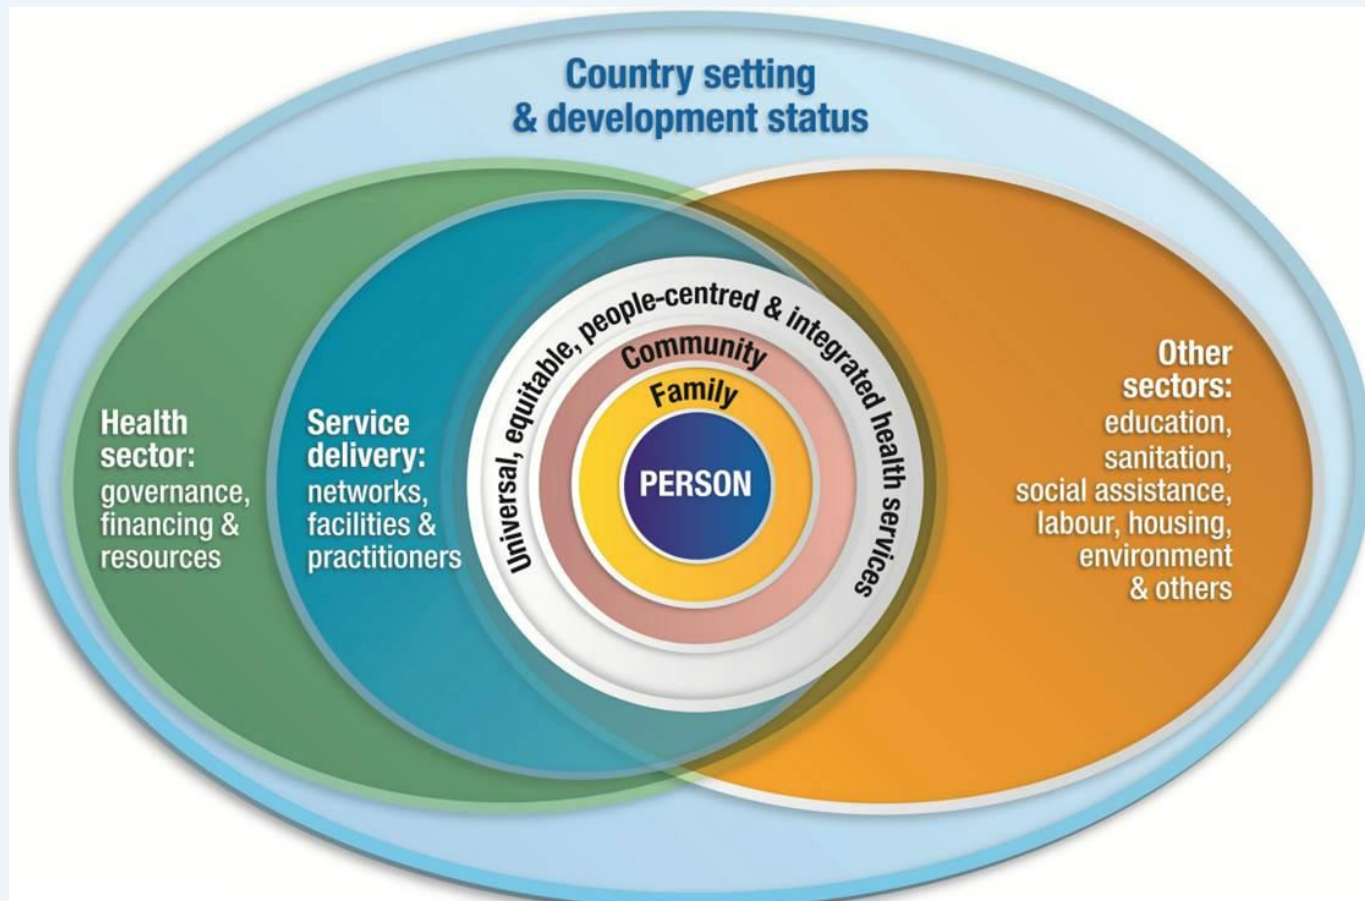 Country setting
& development status
Health
sector:
governance,
financing &
resources
Service
delivery:
networks,
facilities &
practitioners
Universal, equitable, people-centred & integrated health services
Community
Family
PERSON
Other
sectors:
education,
sanitation,
social assistance,
labour, housing,
environment
& others